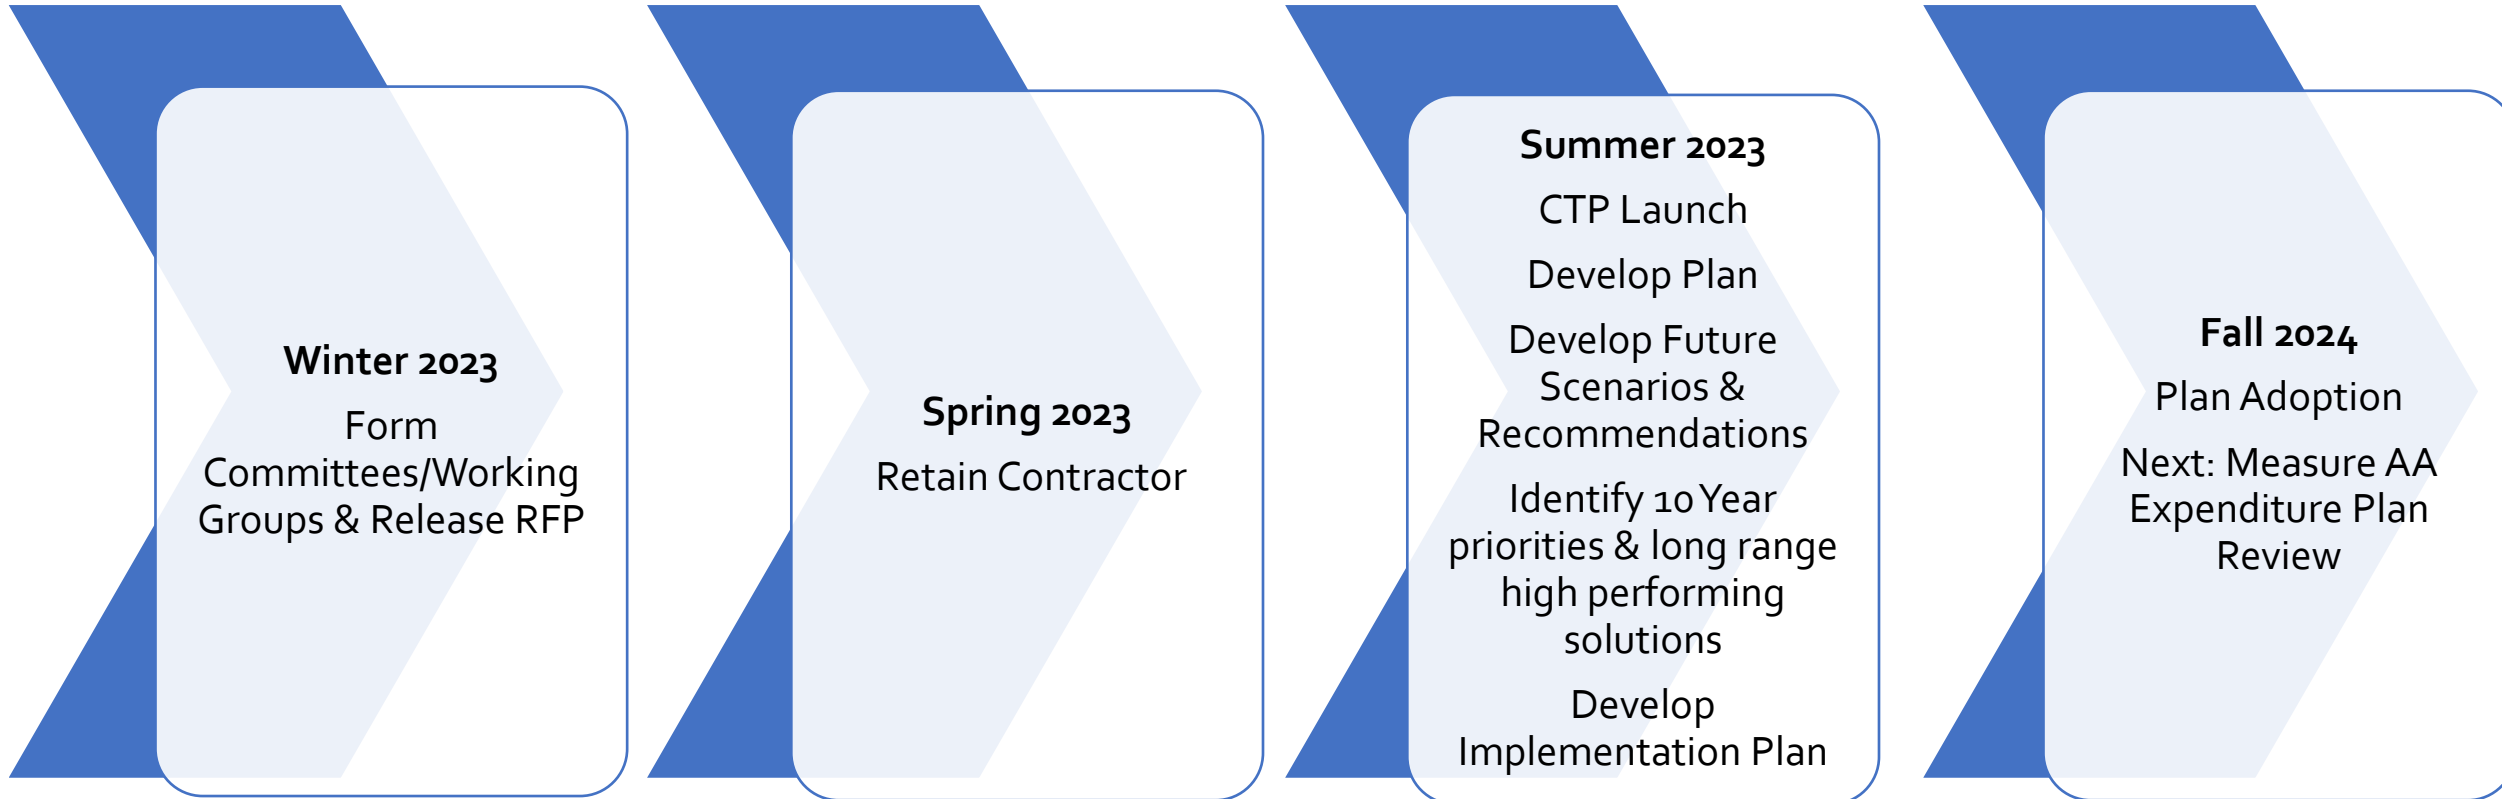 Winter 2023
Form
Committees/Working
Groups & Release RFP
Spring 2023
Retain Contractor
Summer 2023
CTP Launch
Develop Plan
Develop Future
Scenarios &
Recommendations
Identify 10 Year
priorities & long range
high performing
solutions
Develop
Implementation Plan
Fall 2024
Plan Adoption
Next: Measure AA
Expenditure Plan
Review